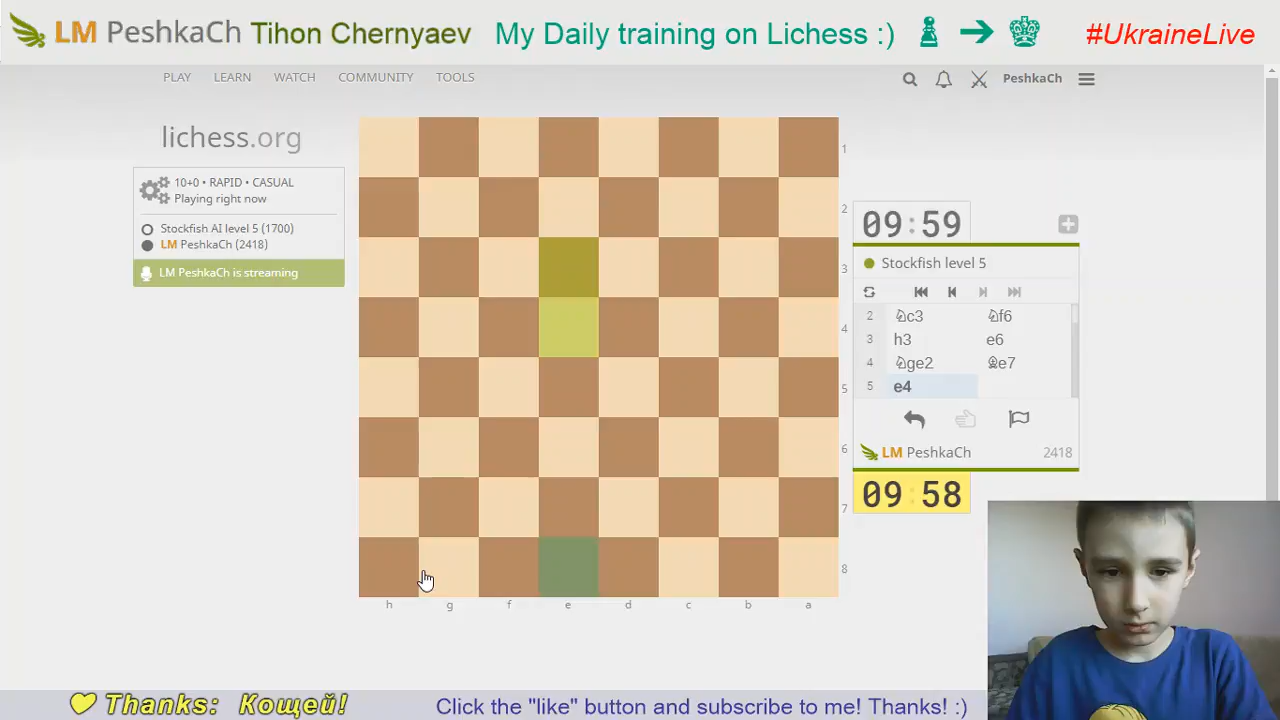 LM PeshkaCh Tihon Chernyaev My Daily training on Lichess :) #UkraineLive
PLAY LEARN WATCH COMMUNITY TOOLS PeshkaCh
lichess.org
10+0 • RAPID • CASUAL
Playing right now
Stockfish AI level 5 (1700)
LM PeshkaCh (2418)
LM PeshkaCh is streaming
1
2
3
4
5
6
7
8
h g f e d c b a
09:59
Stockfish level 5
2 ♘c3 ♘f6
3 h3 e6
4 ♘ge2 ♗e7
5 e4
LM PeshkaCh 2418
09:58
Thanks: Кощей! Click the "like" button and subscribe to me! Thanks! :)